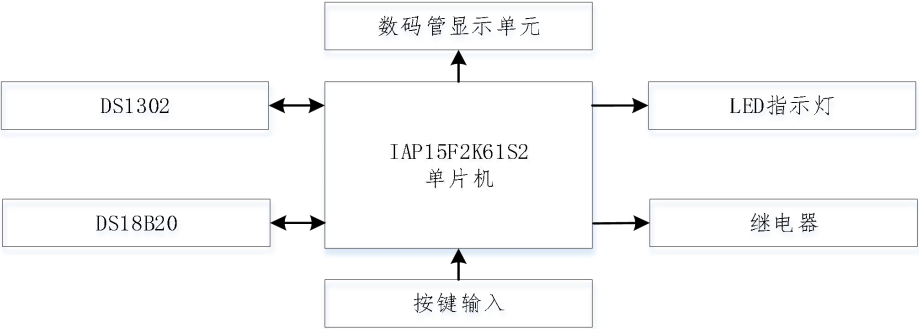 数码管显示单元
DS1302
LED指示灯
IAP15F2K61S2
单片机
DS18B20
继电器
按键输入